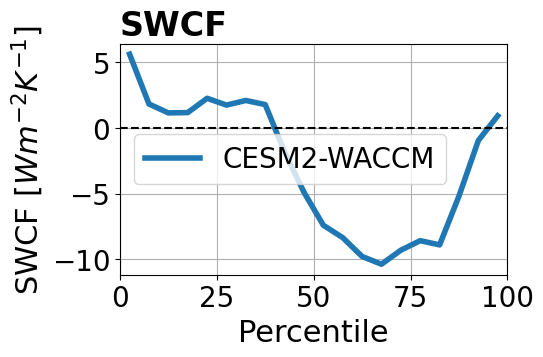 SWCF
SWCF [Wm⁻²K⁻¹]
5
0
−5
−10
CESM2-WACCM
0 25 50 75 100
Percentile